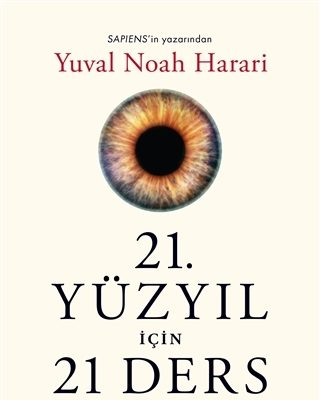 SAPIENS'in yazarından
Yuval Noah Harari
21.
YÜZYIL
İÇİN
21 DERS